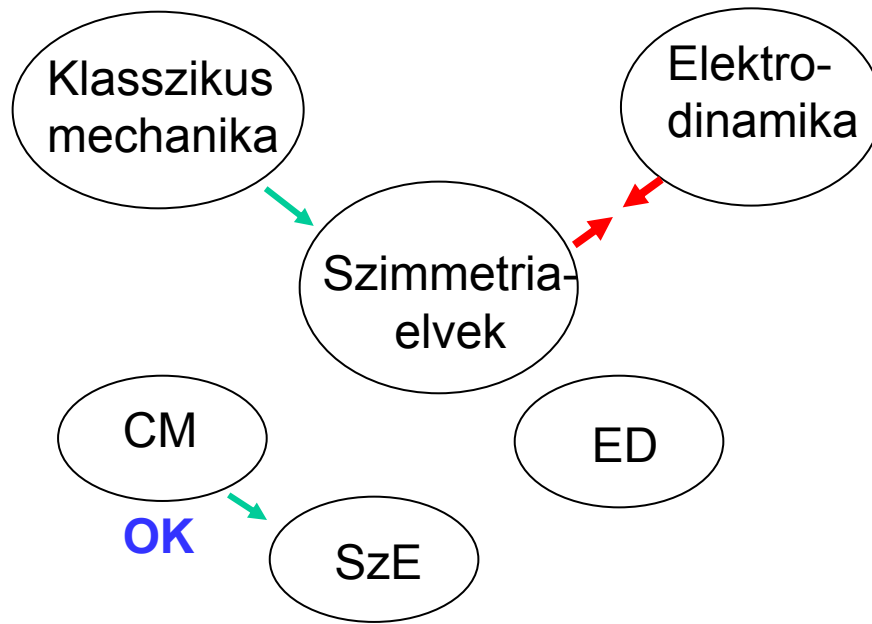 Klasszikus
mechanika
Elektro-
dinamika
Szimmetria-
elvek
CM
OK
ED
SzE